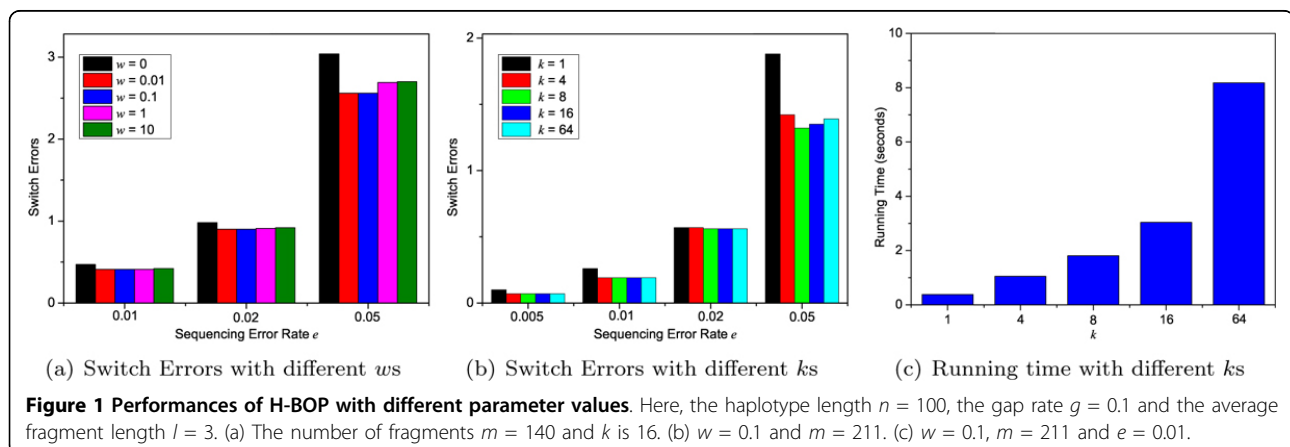 3
2
1
0
Switch Errors
w = 0
w = 0.01
w = 0.1
w = 1
w = 10
0.01 0.02 0.05
Sequencing Error Rate e
(a) Switch Errors with different ws
2
1
0
Switch Errors
k = 1
k = 4
k = 8
k = 16
k = 64
0.005 0.01 0.02 0.05
Sequencing Error Rate e
(b) Switch Errors with different ks
10
8
6
4
2
0
Running Time (seconds)
1 4 8 16 64
k
(c) Running time with different ks
Figure 1 Performances of H-BOP with different parameter values. Here, the haplotype length n = 100, the gap rate g = 0.1 and the average
fragment length l = 3. (a) The number of fragments m = 140 and k is 16. (b) w = 0.1 and m = 211. (c) w = 0.1, m = 211 and e = 0.01.